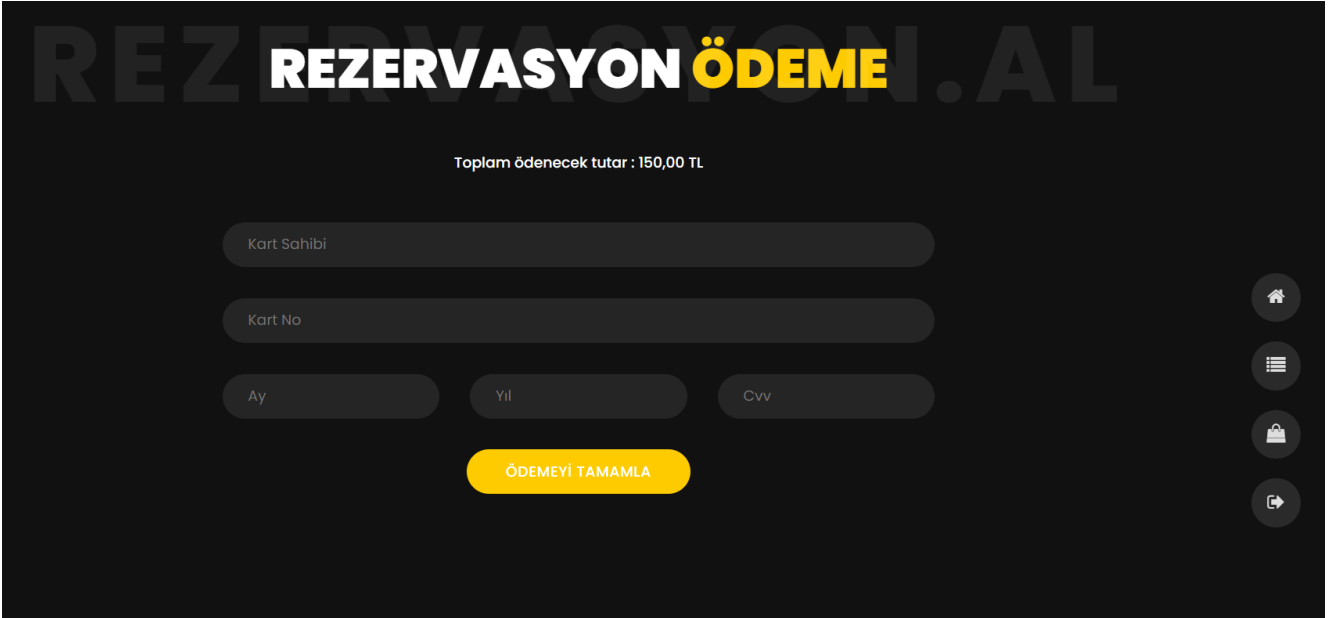 REZERVASYON.AL
REZERVASYON ÖDEME
Toplam ödenecek tutar : 150,00 TL
Kart Sahibi
Kart No
Ay Yıl Cvv
ÖDEMEYİ TAMAMLA